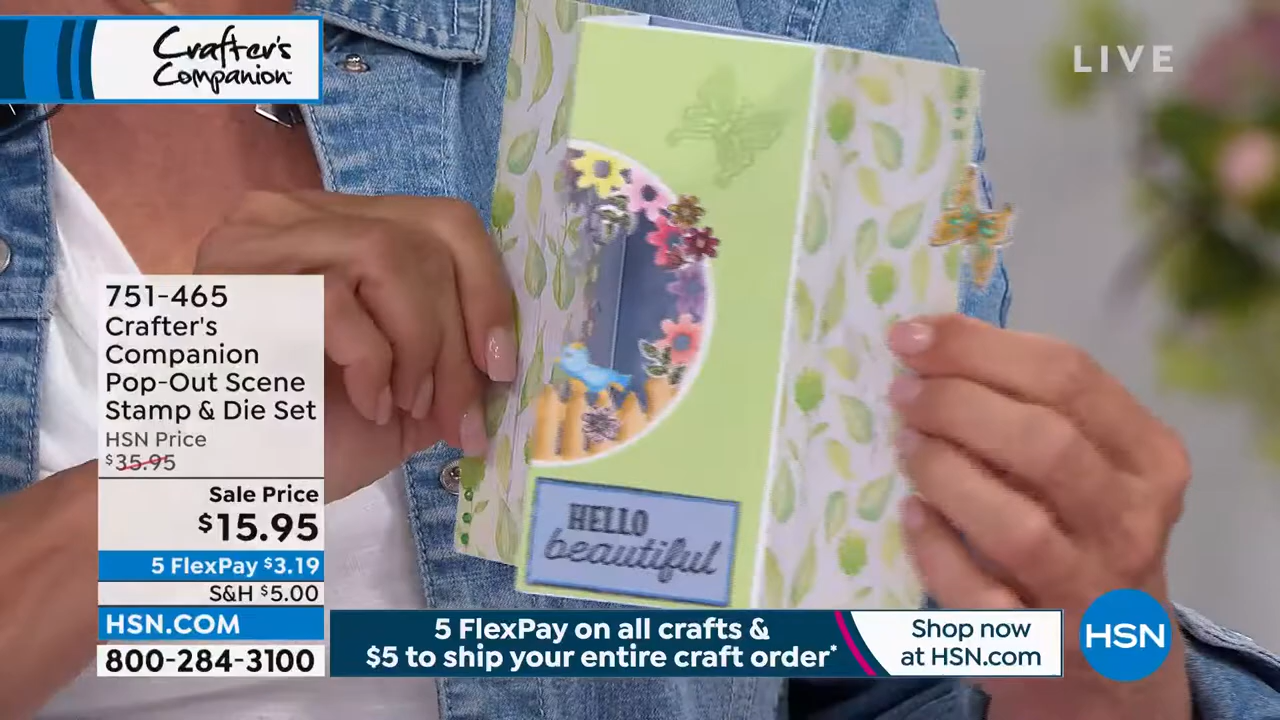 Crafter's
Companion
LIVE
751-465
Crafter's
Companion
Pop-Out Scene
Stamp & Die Set
HSN Price
$35.95
Sale Price
$15.95
5 FlexPay $3.19
S&H $5.00
HSN.COM
800-284-3100
HELLO
beautiful
5 FlexPay on all crafts &
$5 to ship your entire craft order*
Shop now
at HSN.com
HSN